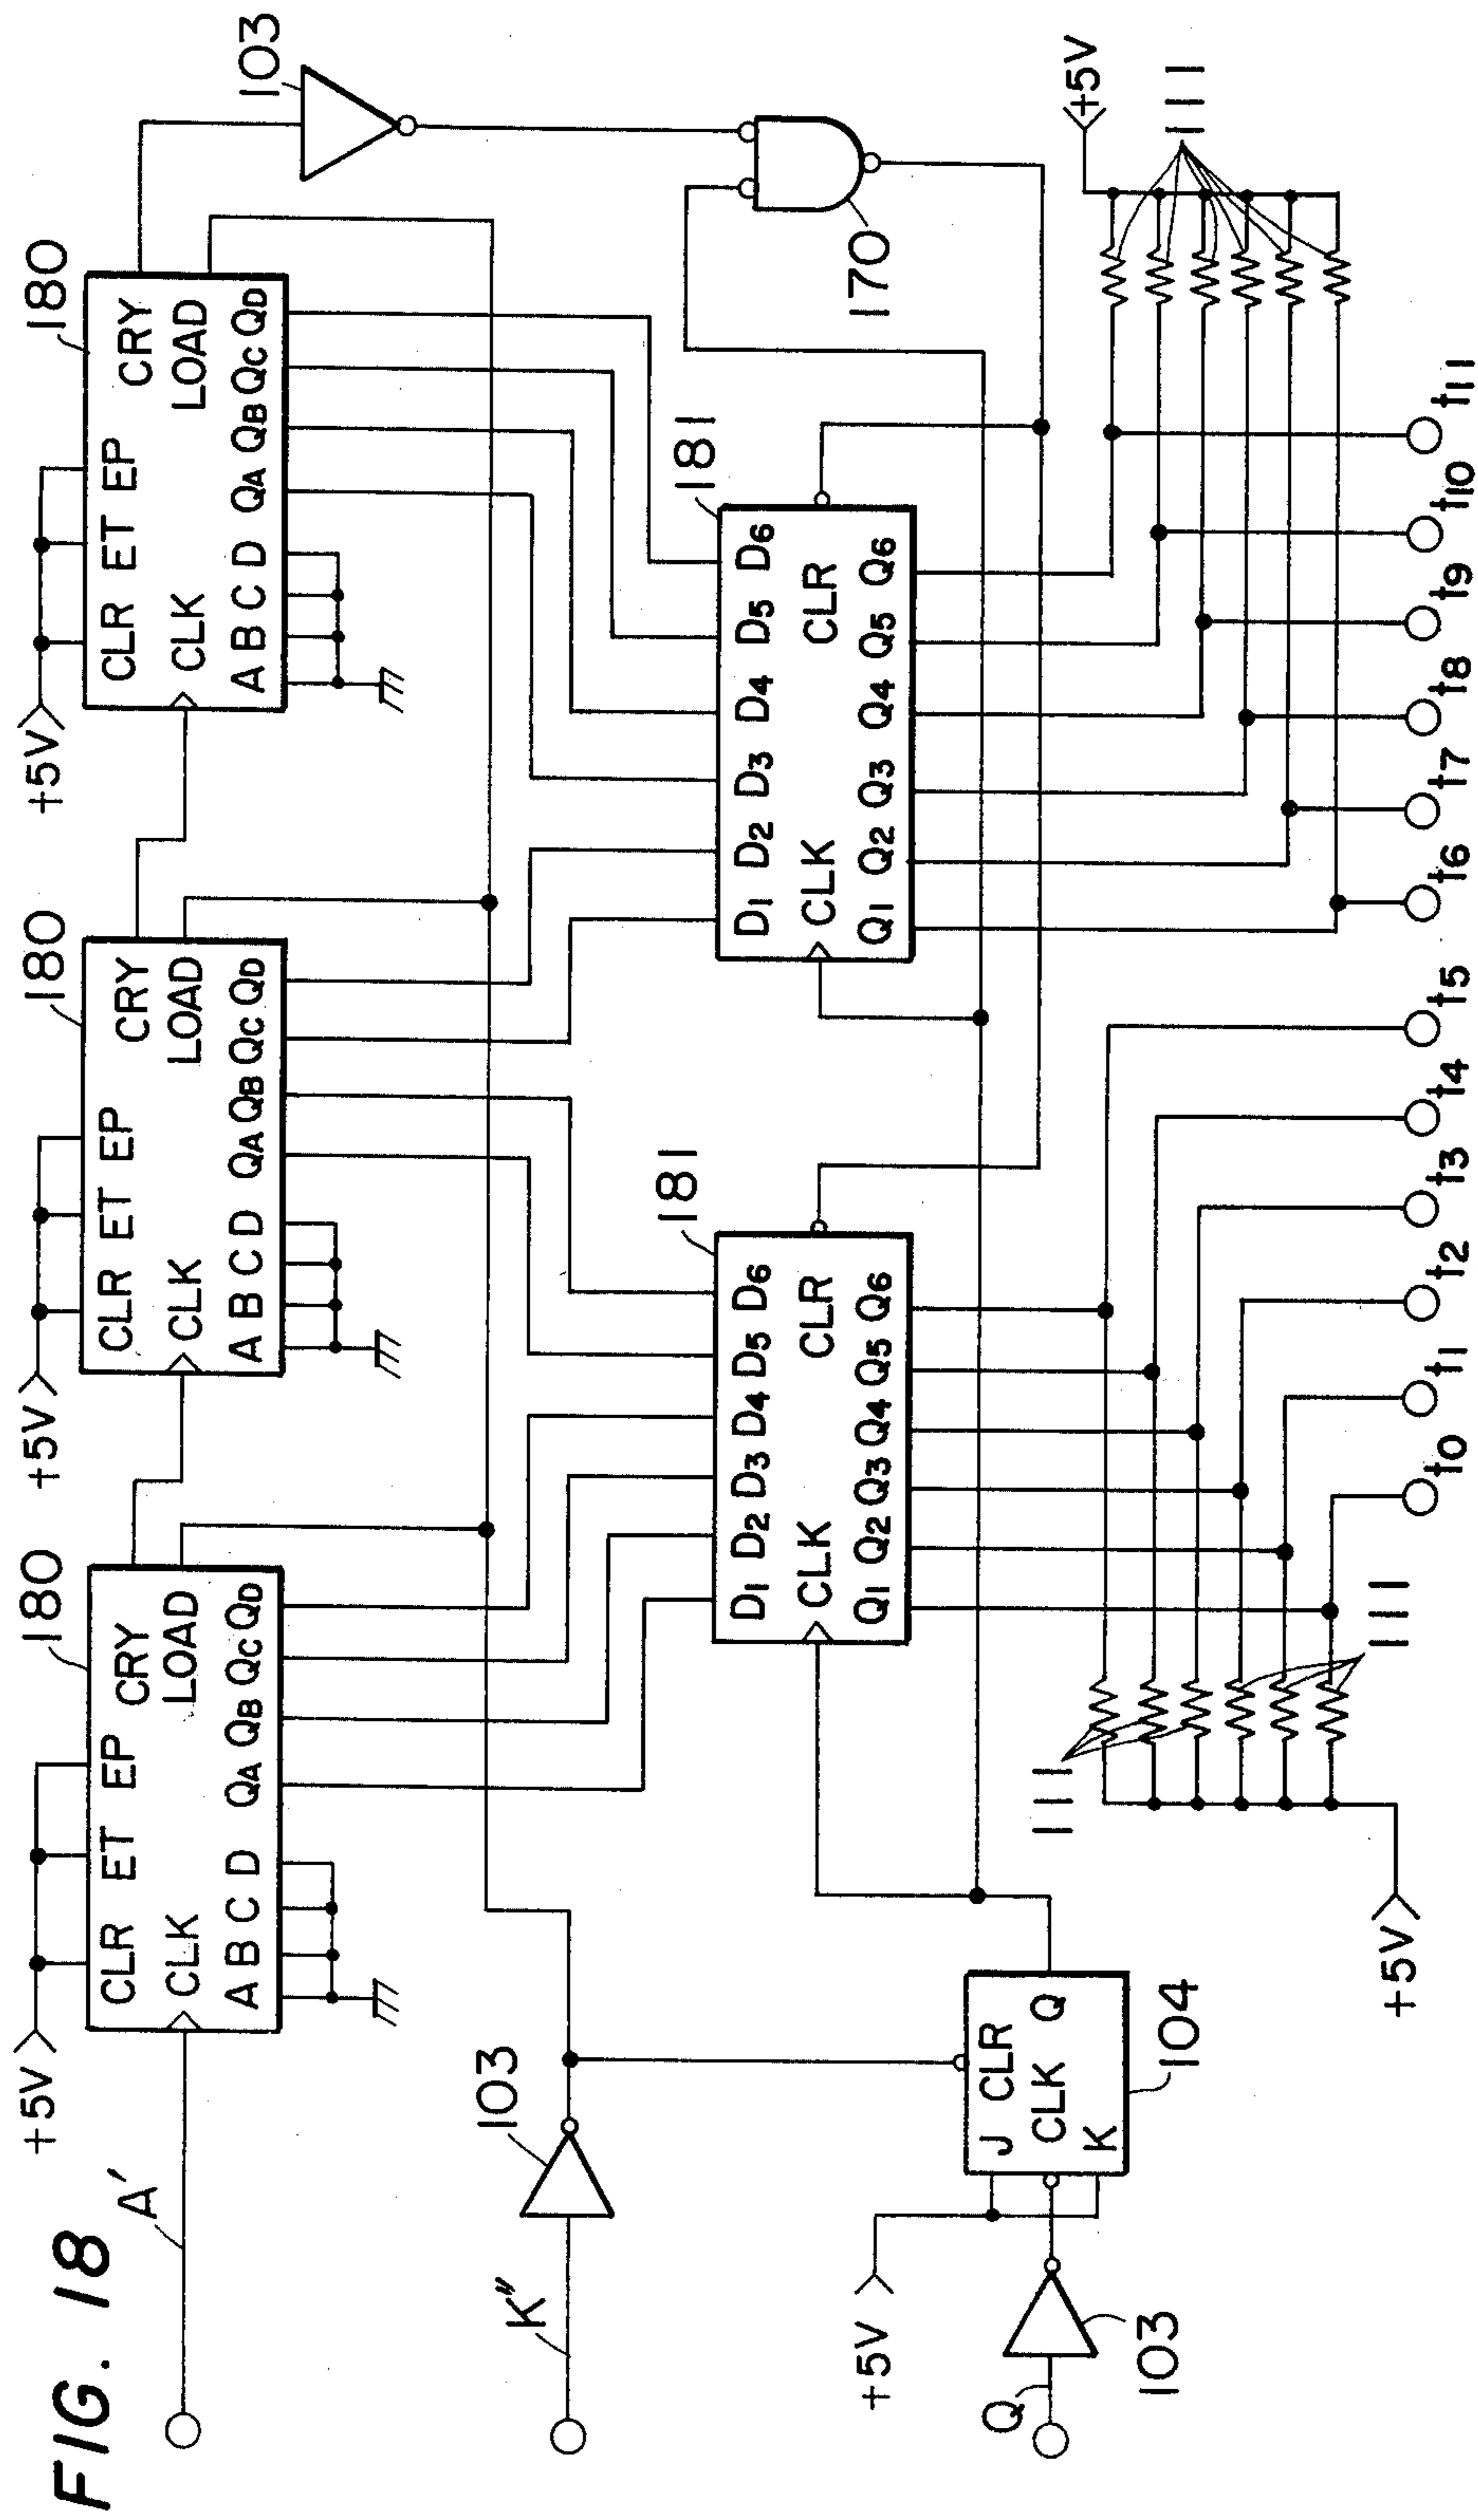 FIG. 18
A'
+5V
180
CLR ET EP
CRY
CLK
LOAD
A B C D QA QB QC QD
+5V
180
CLR ET EP
CRY
CLK
LOAD
A B C D QA QB QC QD
+5V
180
CLR ET EP
CRY
CLK
LOAD
A B C D QA QB QC QD
103
K"
103
181
D1 D2 D3 D4 D5 D6
CLK
CLR
Q1 Q2 Q3 Q4 Q5 Q6
181
D1 D2 D3 D4 D5 D6
CLK
CLR
Q1 Q2 Q3 Q4 Q5 Q6
170
+5V
Q
103
J CLR
CLK Q
K
104
111
111
+5V
+5V
111
t0 t1 t2 t3 t4 t5 t6 t7 t8 t9 t10 t11